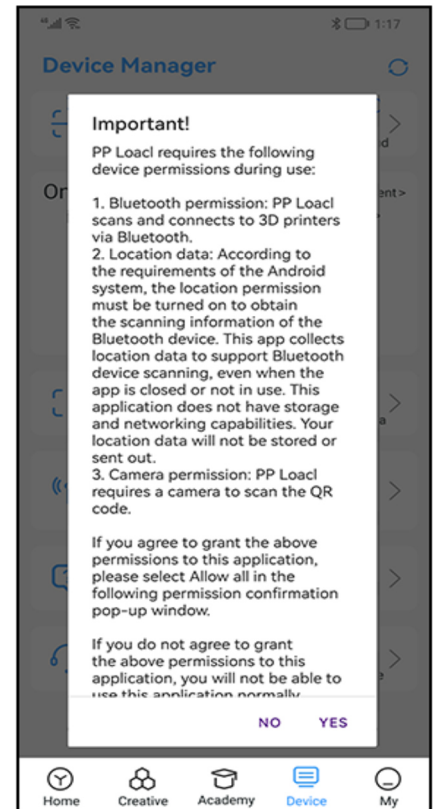 1:17
Device Manager
Important!
PP Loacl requires the following
device permissions during use:
1. Bluetooth permission: PP Loacl
scans and connects to 3D printers
via Bluetooth.
2. Location data: According to
the requirements of the Android
system, the location permission
must be turned on to obtain
the scanning information of the
Bluetooth device. This app collects
location data to support Bluetooth
device scanning, even when the
app is closed or not in use. This
application does not have storage
and networking capabilities. Your
location data will not be stored or
sent out.
3. Camera permission: PP Loacl
requires a camera to scan the QR
code.
If you agree to grant the above
permissions to this application,
please select Allow all in the
following permission confirmation
pop-up window.
If you do not agree to grant
the above permissions to this
application, you will not be able to
use this application normally
NO YES
Home Creative Academy Device My